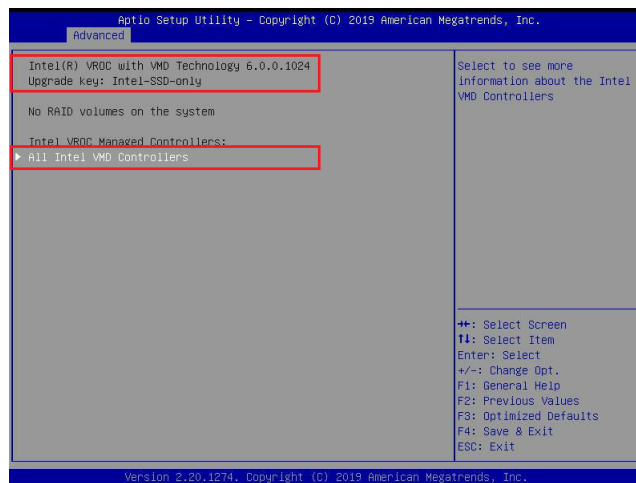 Aptio Setup Utility – Copyright (C) 2019 American Megatrends, Inc.
Advanced
Intel(R) VROC with VMD Technology 6.0.0.1024
Upgrade key: Intel-SSD-only
No RAID volumes on the system
Intel VROC Managed Controllers:
▶ All Intel VMD Controllers
Select to see more
information about the Intel
VMD Controllers
→←: Select Screen
↑↓: Select Item
Enter: Select
+/-: Change Opt.
F1: General Help
F2: Previous Values
F3: Optimized Defaults
F4: Save & Exit
ESC: Exit
Version 2.20.1274. Copyright (C) 2019 American Megatrends, Inc.